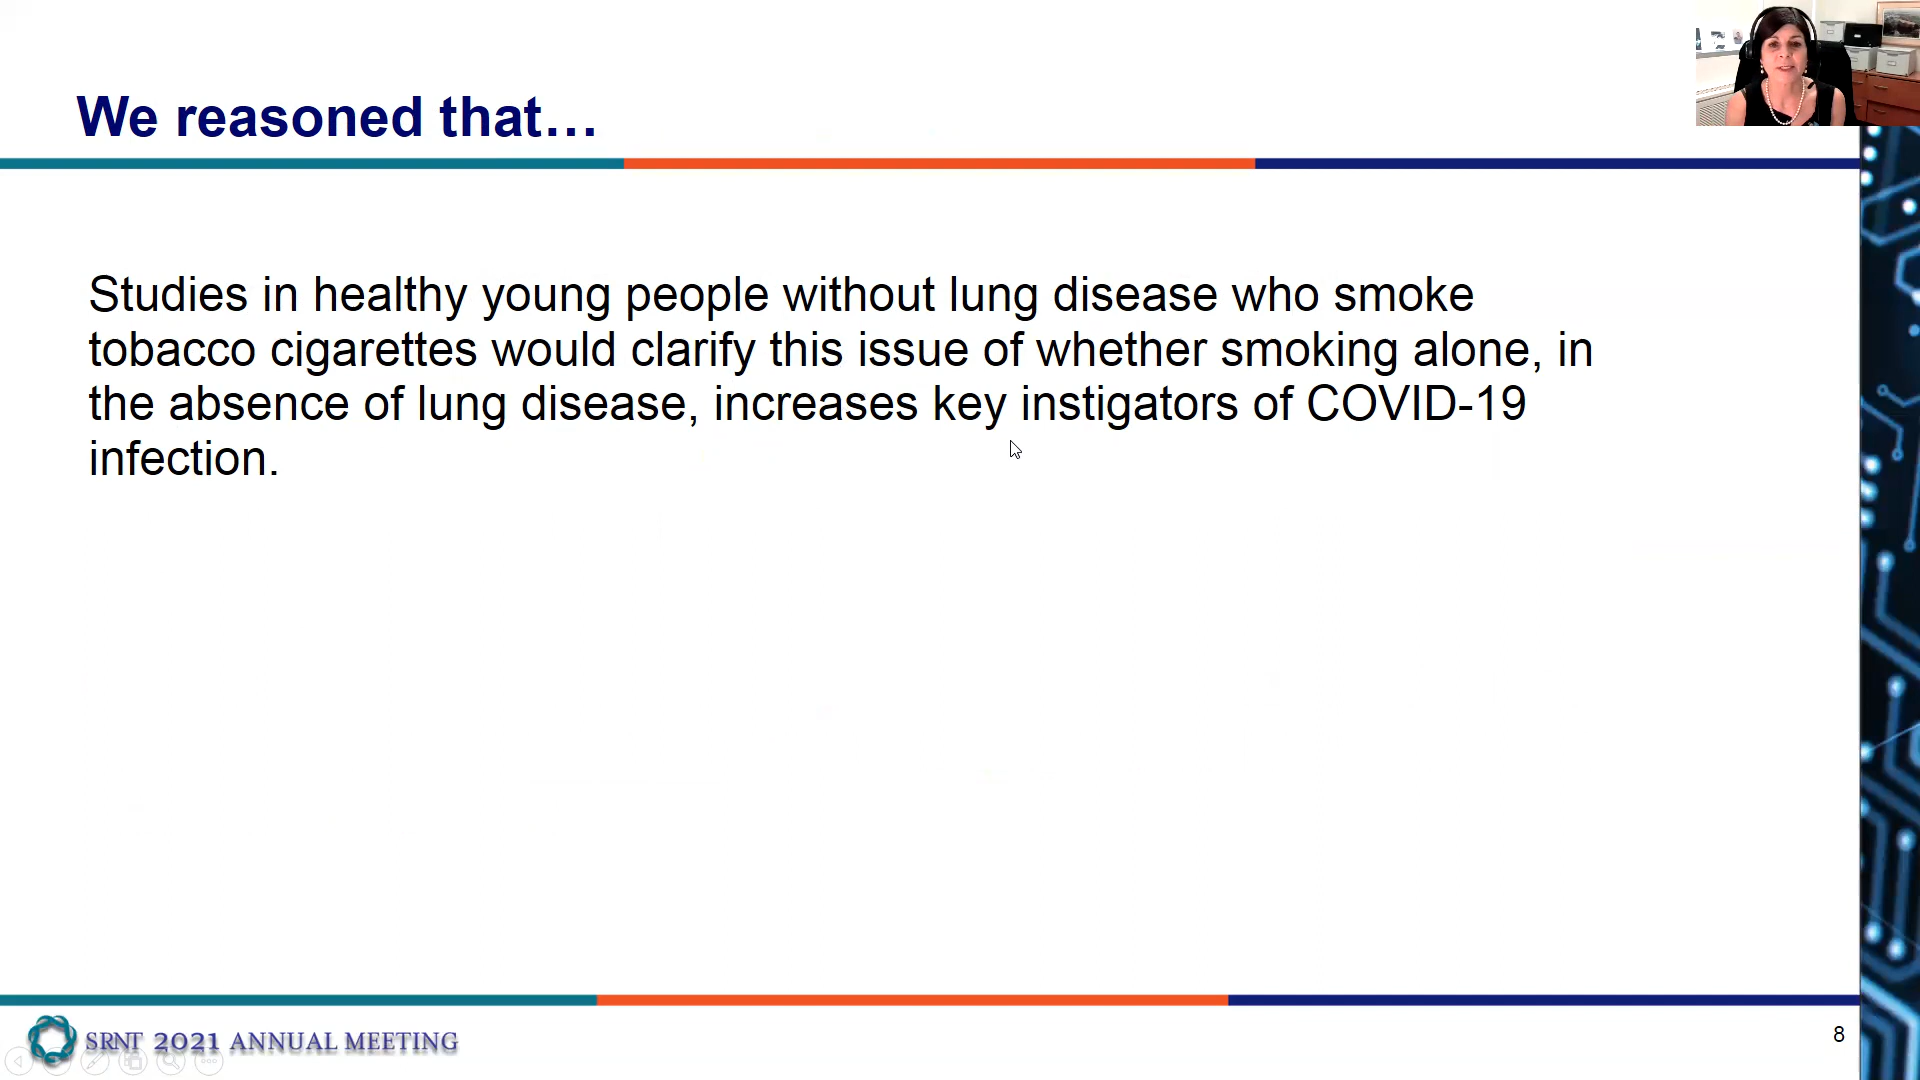 We reasoned that…
Studies in healthy young people without lung disease who smoke
tobacco cigarettes would clarify this issue of whether smoking alone, in
the absence of lung disease, increases key instigators of COVID-19
infection.
SRNT 2021 ANNUAL MEETING
8